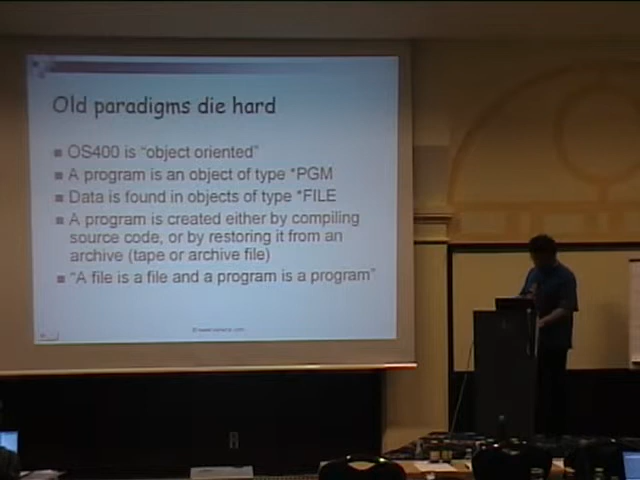 Old paradigms die hard
OS400 is “object oriented”
A program is an object of type *PGM
Data is found in objects of type *FILE
A program is created either by compiling
source code, or by restoring it from an
archive (tape or archive file)
“A file is a file and a program is a program”